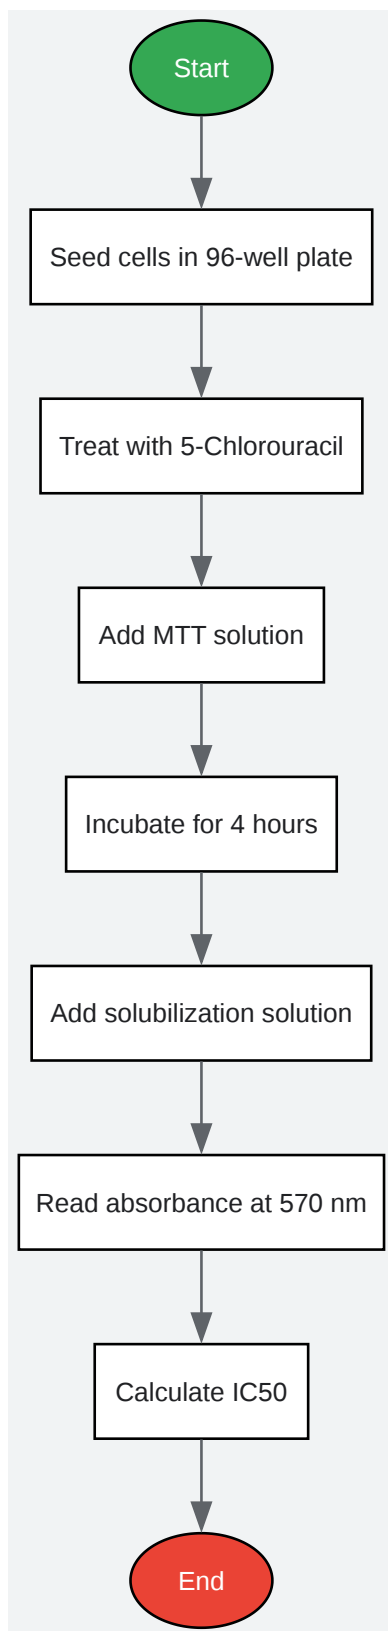 Start
Seed cells in 96-well plate
Treat with 5-Chlorouracil
Add MTT solution
Incubate for 4 hours
Add solubilization solution
Read absorbance at 570 nm
Calculate IC50
End